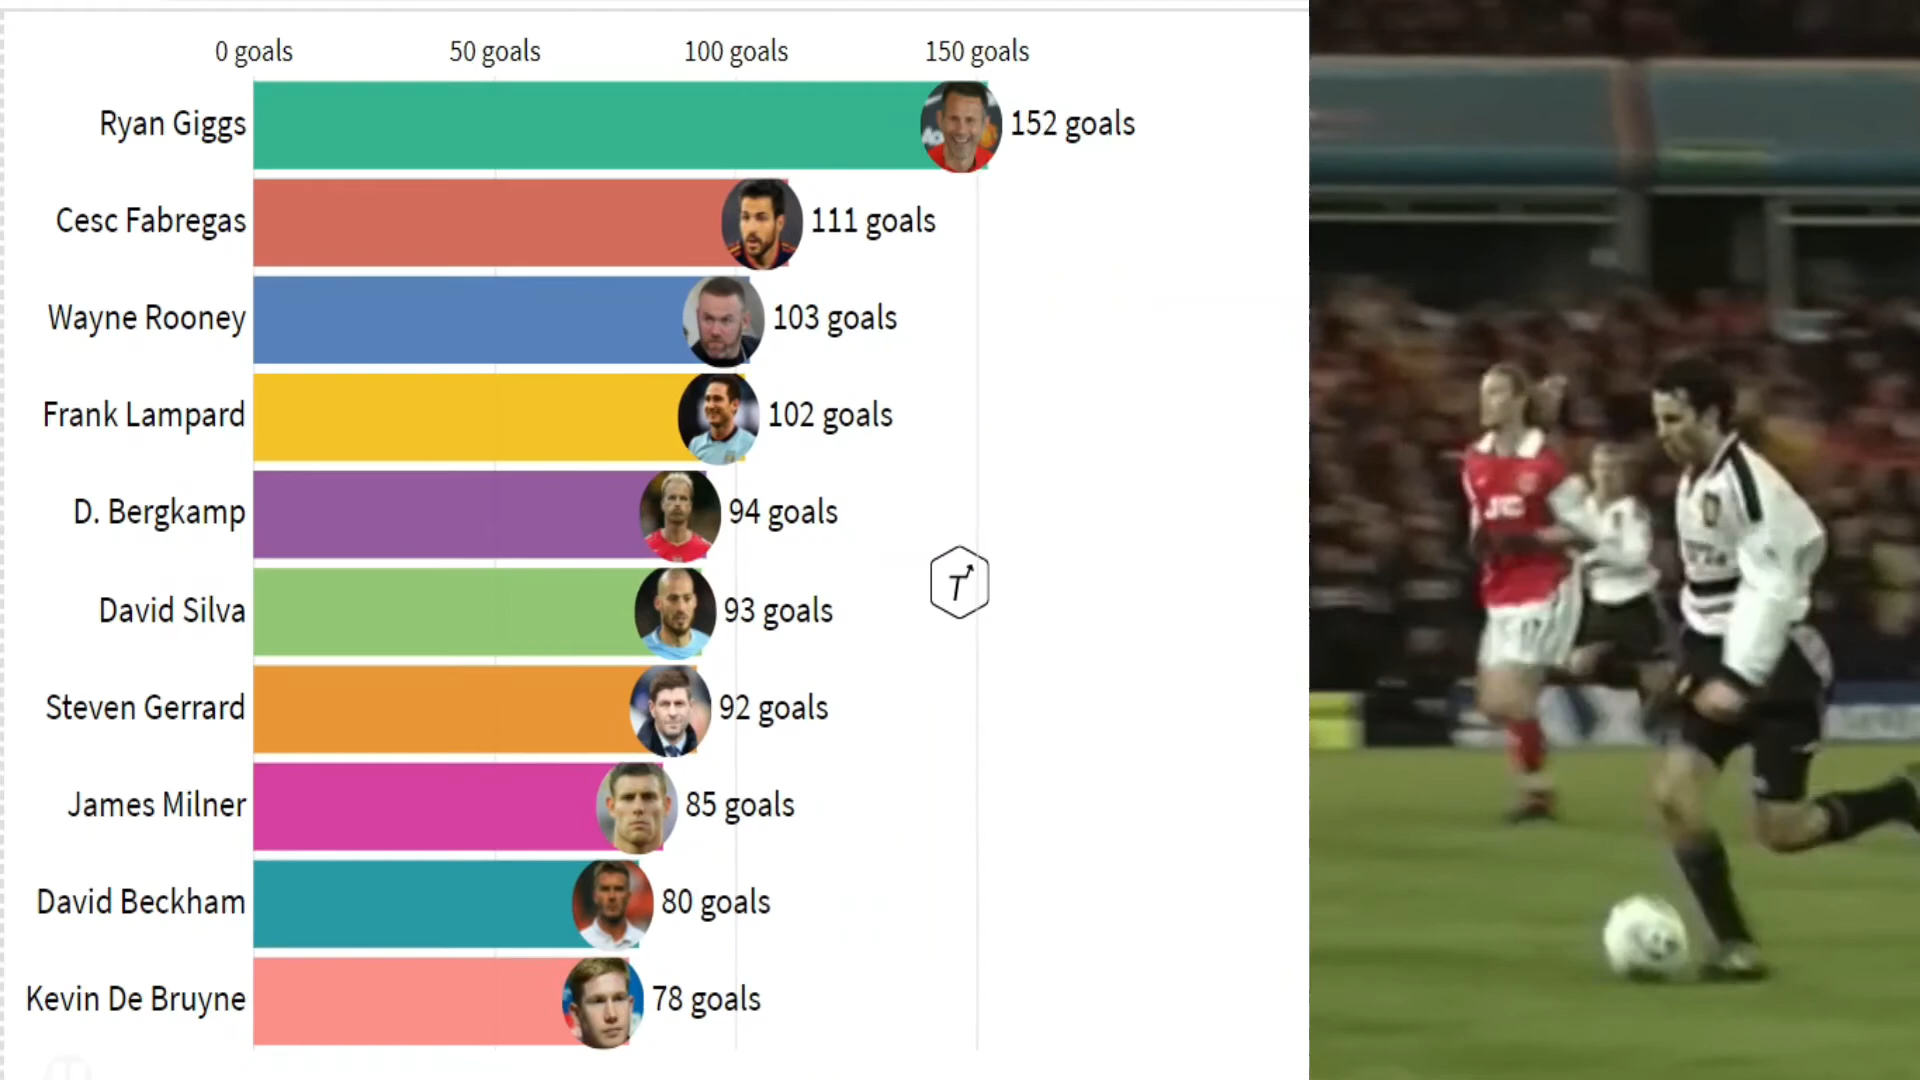 0 goals 50 goals 100 goals 150 goals
Ryan Giggs 152 goals
Cesc Fabregas 111 goals
Wayne Rooney 103 goals
Frank Lampard 102 goals
D. Bergkamp 94 goals
David Silva 93 goals
T
Steven Gerrard 92 goals
James Milner 85 goals
David Beckham 80 goals
Kevin De Bruyne 78 goals
JC
17